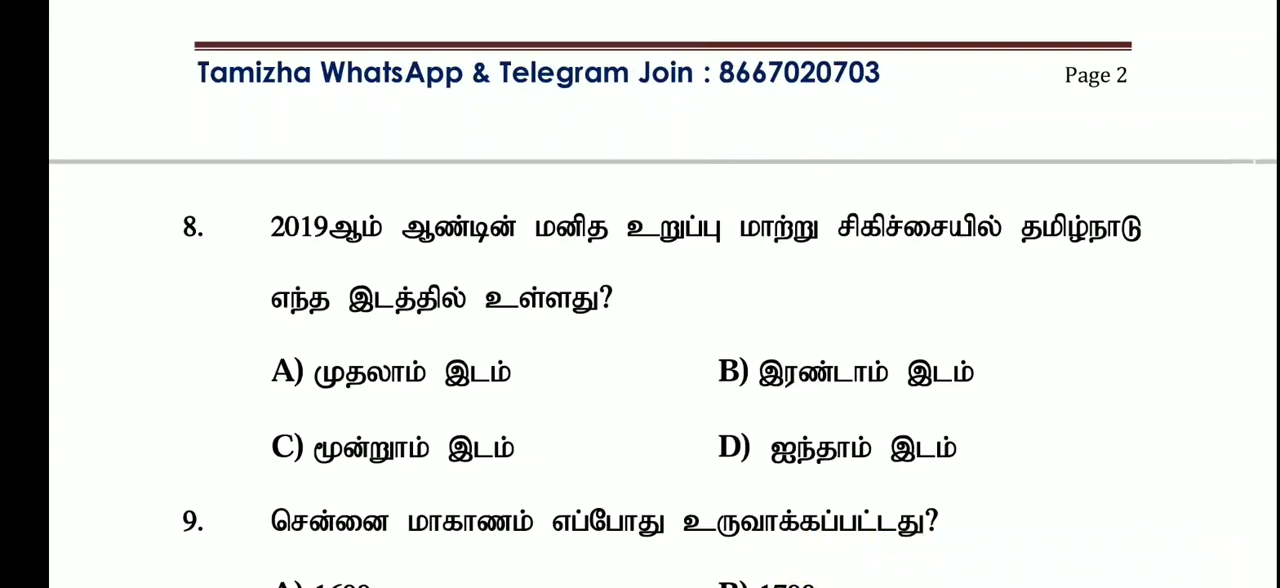 Tamizha WhatsApp & Telegram Join : 8667020703 Page 2
8. 2019ஆம் ஆண்டின் மனித உறுப்பு மாற்று சிகிச்சையில் தமிழ்நாடு
எந்த இடத்தில் உள்ளது?
A) முதலாம் இடம் B) இரண்டாம் இடம்
C) மூன்றாம் இடம் D) ஐந்தாம் இடம்
9. சென்னை மாகாணம் எப்போது உருவாக்கப்பட்டது?